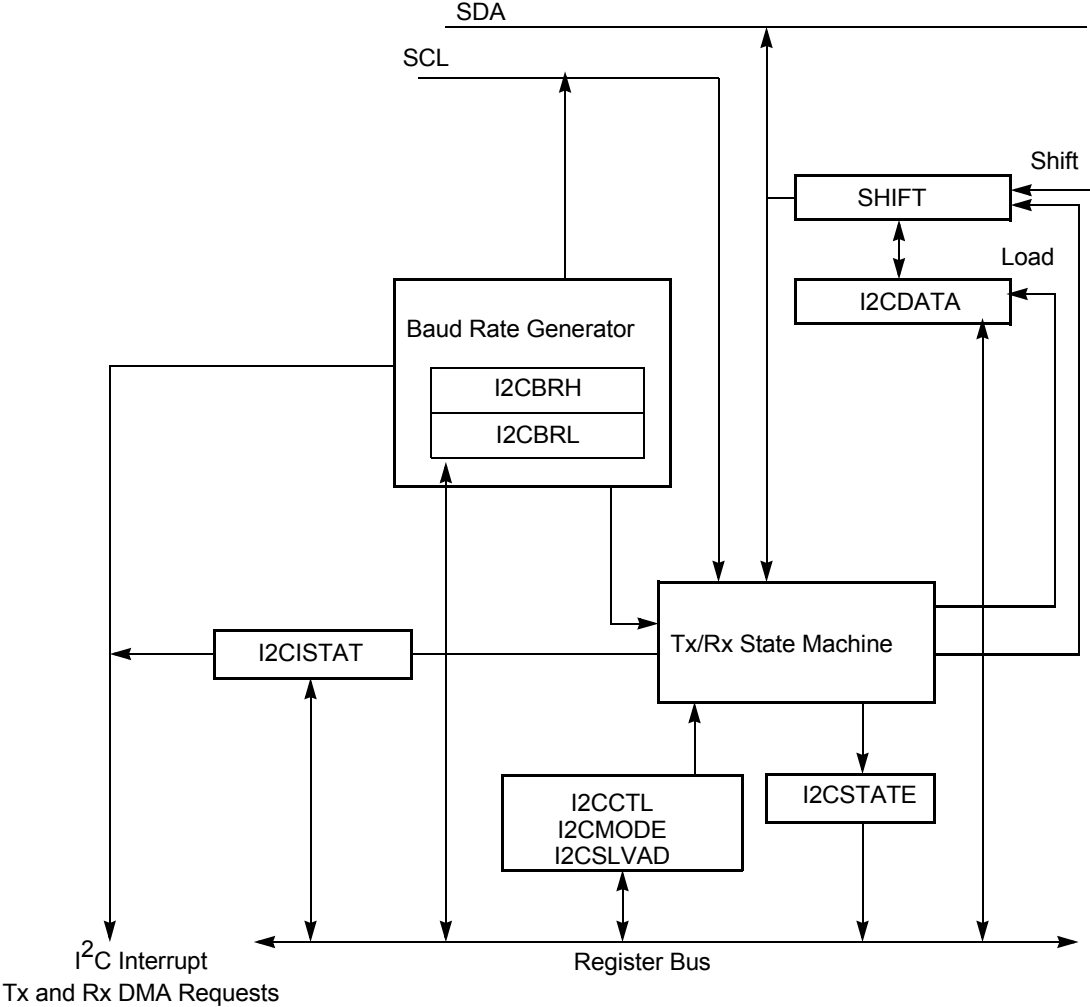 SDA
SCL
Shift
SHIFT
Load
I2CDATA
Baud Rate Generator
I2CBRH
I2CBRL
Tx/Rx State Machine
I2CISTAT
I2CCTL
I2CMODE
I2CSLVAD
I2CSTATE
I²C Interrupt
Tx and Rx DMA Requests
Register Bus